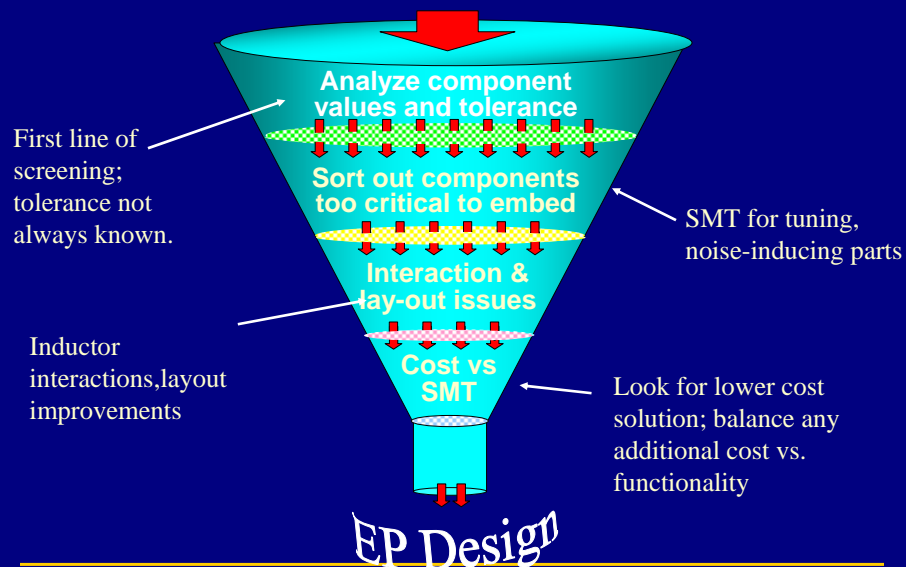 Analyze component
values and tolerance
First line of
screening;
tolerance not
always known.
Sort out components
too critical to embed
SMT for tuning,
noise-inducing parts
Interaction &
lay-out issues
Inductor
interactions,layout
improvements
Cost vs
SMT
Look for lower cost
solution; balance any
additional cost vs.
functionality
EP Design